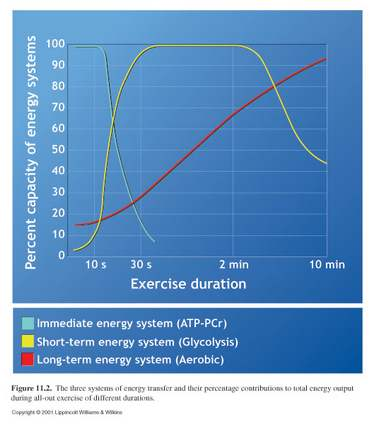 Percent capacity of energy systems
100
90
80
70
60
50
40
30
20
10
0
10 s 30 s 2 min 10 min
Exercise duration
Immediate energy system (ATP-PCr)
Short-term energy system (Glycolysis)
Long-term energy system (Aerobic)
Figure 11.2. The three systems of energy transfer and their percentage contributions to total energy output
during all-out exercise of different durations.
Copyright © 2001 Lippincott Williams & Wilkins